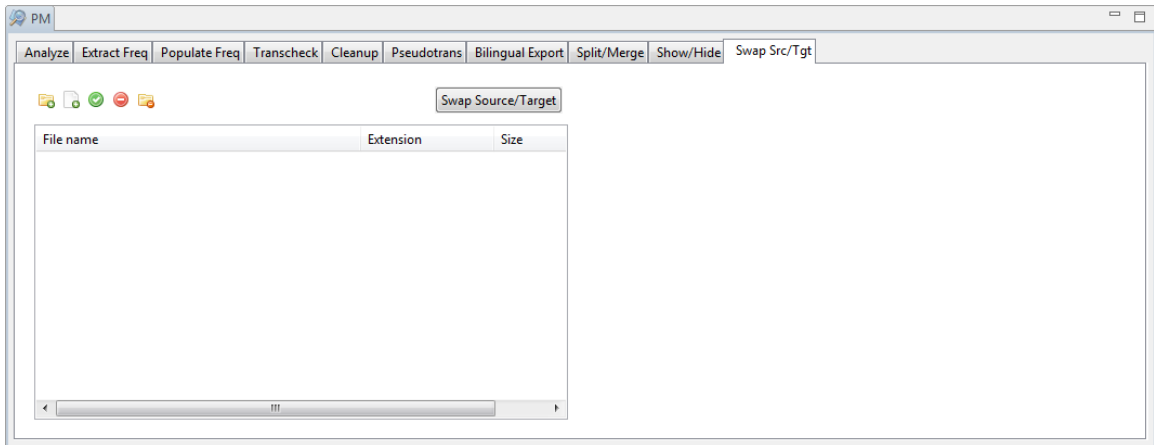 PM
Analyze Extract Freq Populate Freq Transcheck Cleanup Pseudotrans Bilingual Export Split/Merge Show/Hide Swap Src/Tgt
Swap Source/Target
File name Extension Size